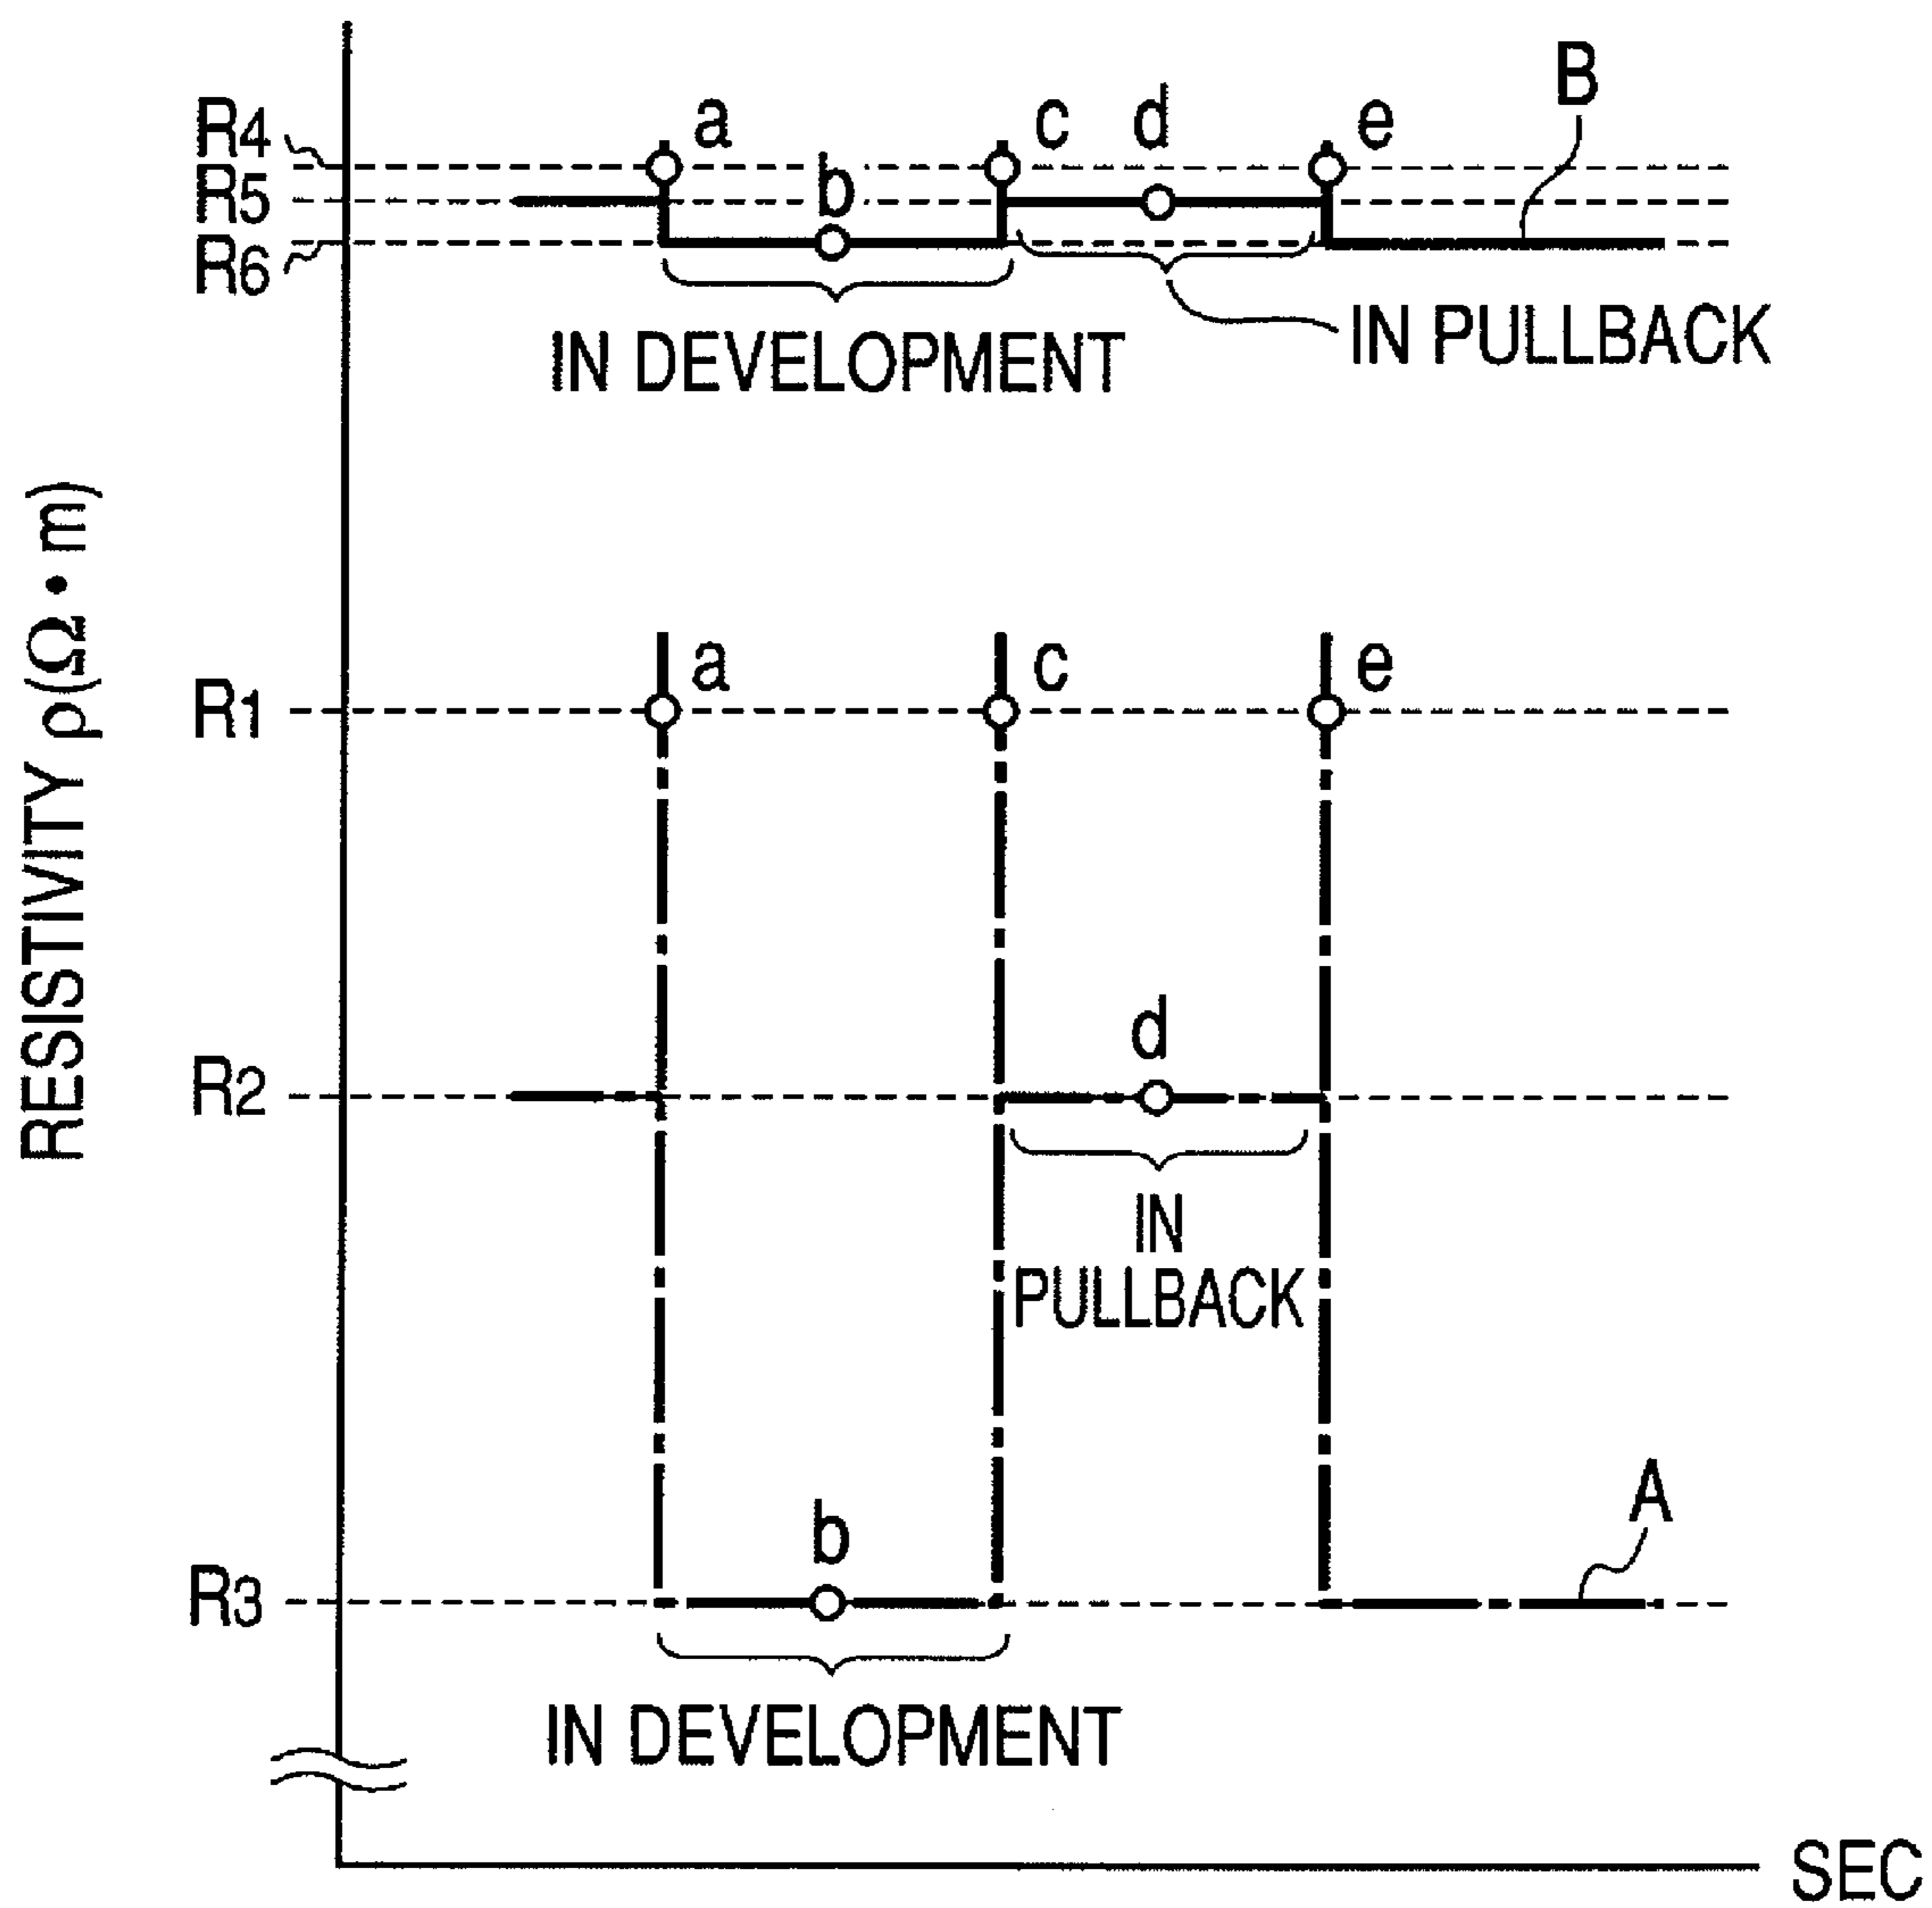 a
c
d
e
B
R4
R5
b
R6
IN DEVELOPMENT
IN PULLBACK
RESISTIVITY ρ(Ω・m)
a
c
e
R1
d
R2
IN
PULLBACK
A
b
R3
IN DEVELOPMENT
SEC